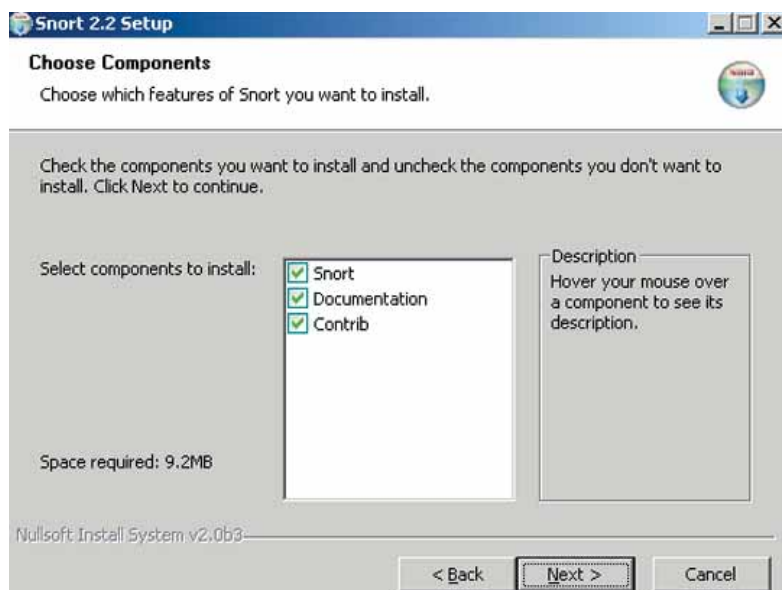 Snort 2.2 Setup
Choose Components
Choose which features of Snort you want to install.
Check the components you want to install and uncheck the components you don't want to
install. Click Next to continue.
Select components to install:
Snort
Documentation
Contrib
Description
Hover your mouse over
a component to see its
description.
Space required: 9.2MB
Nullsoft Install System v2.0b3
< Back
Next >
Cancel